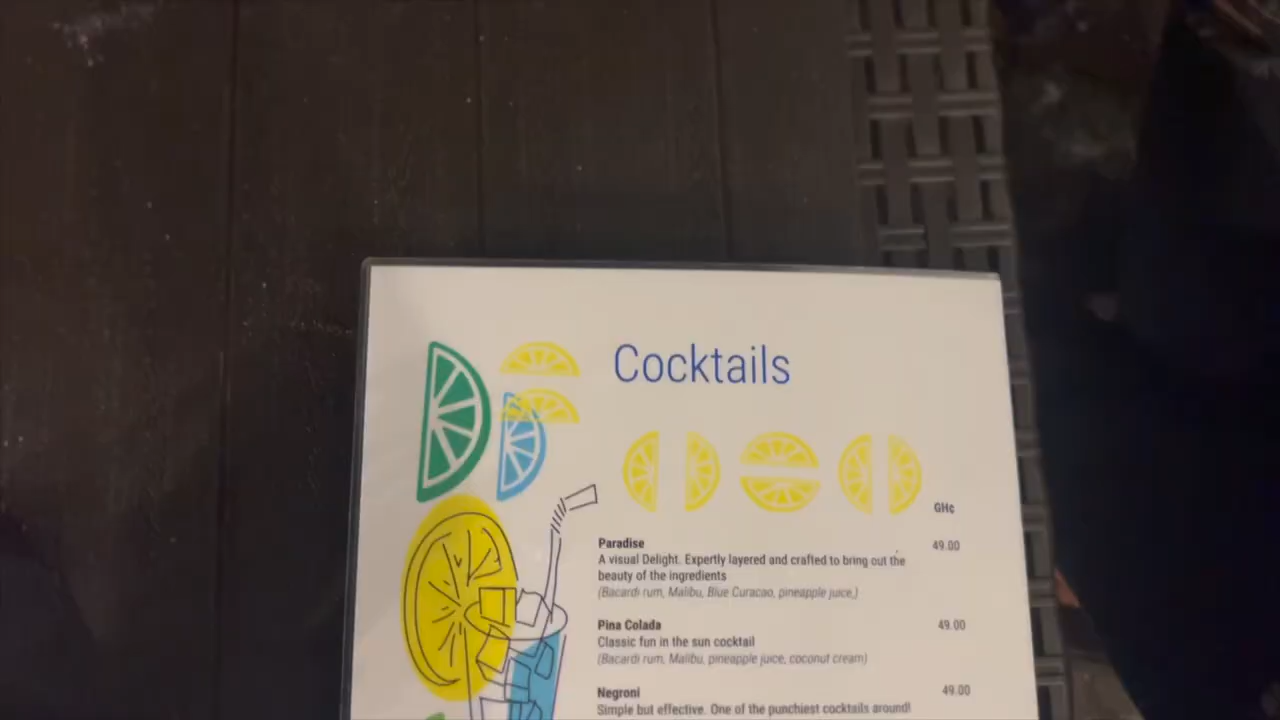 Cocktails
GH¢
Paradise 49.00
A visual Delight. Expertly layered and crafted to bring out the
beauty of the ingredients
(Bacardi rum, Malibu, Blue Curacao, pineapple juice,)
Pina Colada 49.00
Classic fun in the sun cocktail
(Bacardi rum, Malibu, pineapple juice, coconut cream)
Negroni 49.00
Simple but effective. One of the punchiest cocktails around!